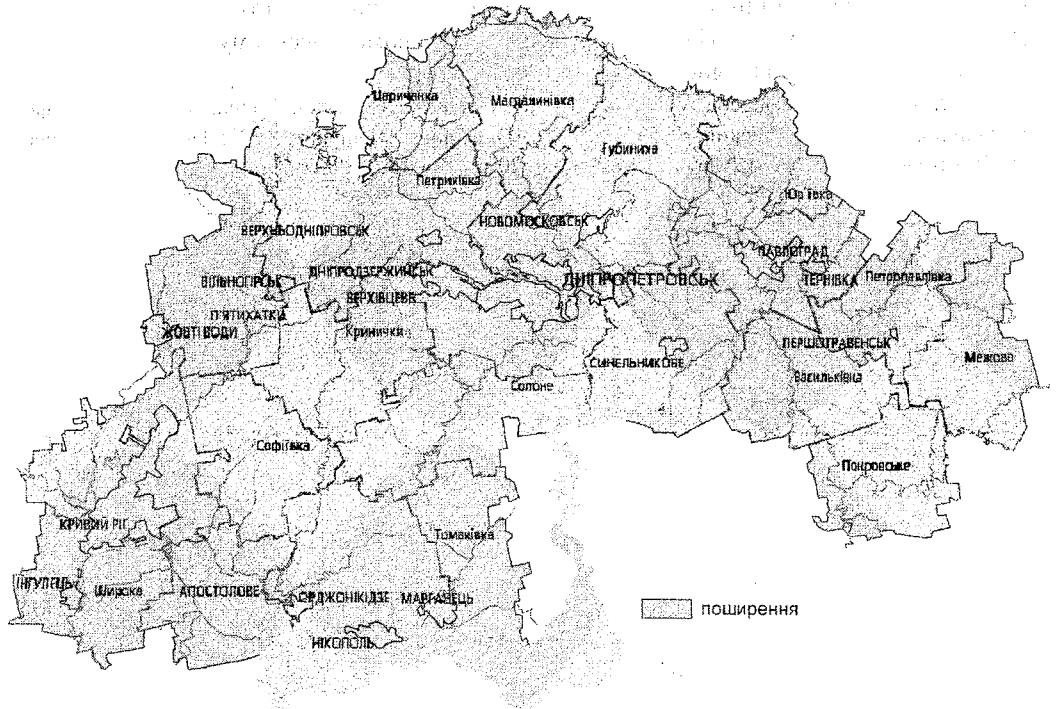 Царичанка
Магдалинівка
Губиниха
Петриківка
Юр'ївка
НОВОМОСКОВСЬК
ВЕРХНЬОДНІПРОВСЬК
ПАВЛОГРАД
ДНІПРОДЗЕРЖИНСЬК
ДНІПРОПЕТРОВСЬК
ТЕРНІВКА
Петропавлівка
ВІЛЬНОГІРСЬК
ВЕРХІВЦЕВЕ
П'ЯТИХАТКИ
ЖОВТІ ВОДИ
Кринички
ПЕРШОТРАВЕНСЬК
Межова
СИНЕЛЬНИКОВЕ
Васильківка
Солоне
Софіївка
Покровське
КРИВИЙ РІГ
Томаківка
ІНГУЛЕЦЬ
Широке
АПОСТОЛОВЕ
ОРДЖОНІКІДЗЕ
МАРГАНЕЦЬ
поширення
НІКОПОЛЬ